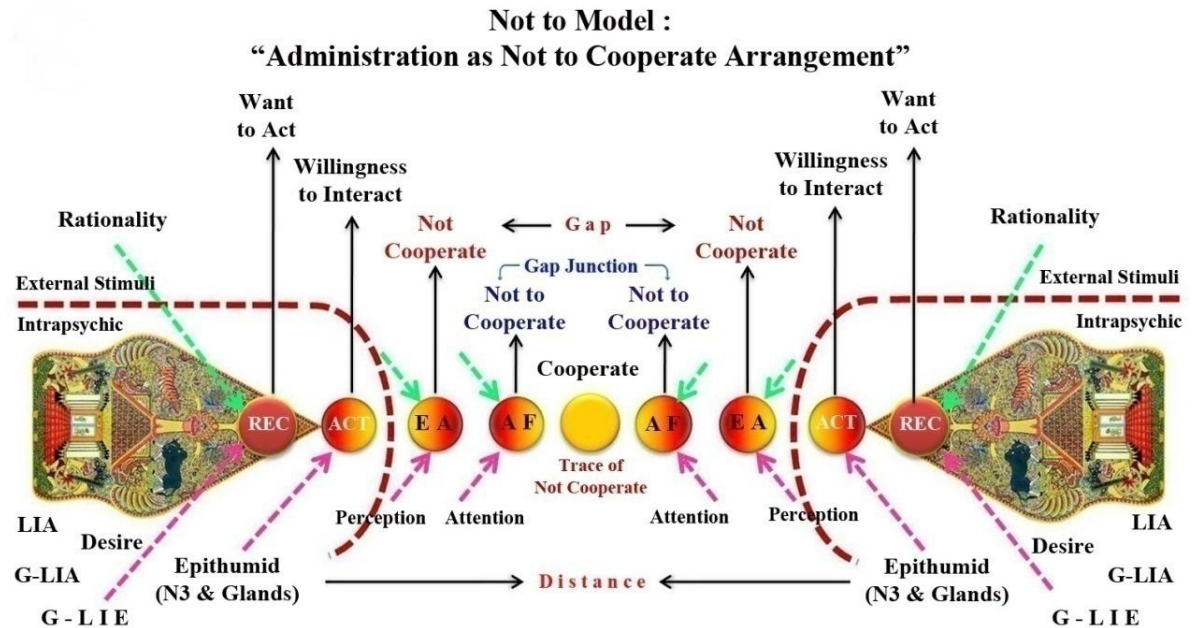 Not to Model :
“Administration as Not to Cooperate Arrangement”
Want
to Act
Willingness
to Interact
Rationality
Not
Cooperate
Gap
Not
Cooperate
Gap Junction
Not to
Cooperate
Not to
Cooperate
Want
to Act
Willingness
to Interact
Rationality
External Stimuli
Intrapsychic
External Stimuli
Intrapsychic
Cooperate
REC
ACT
E A
A F
A F
E A
ACT
REC
Trace of
Not Cooperate
Perception
Attention
Attention
Perception
LIA
Desire
G-LIA
Epithumid
(N3 & Glands)
G - L I E
Distance
LIA
Desire
G-LIA
Epithumid
(N3 & Glands)
G - L I E